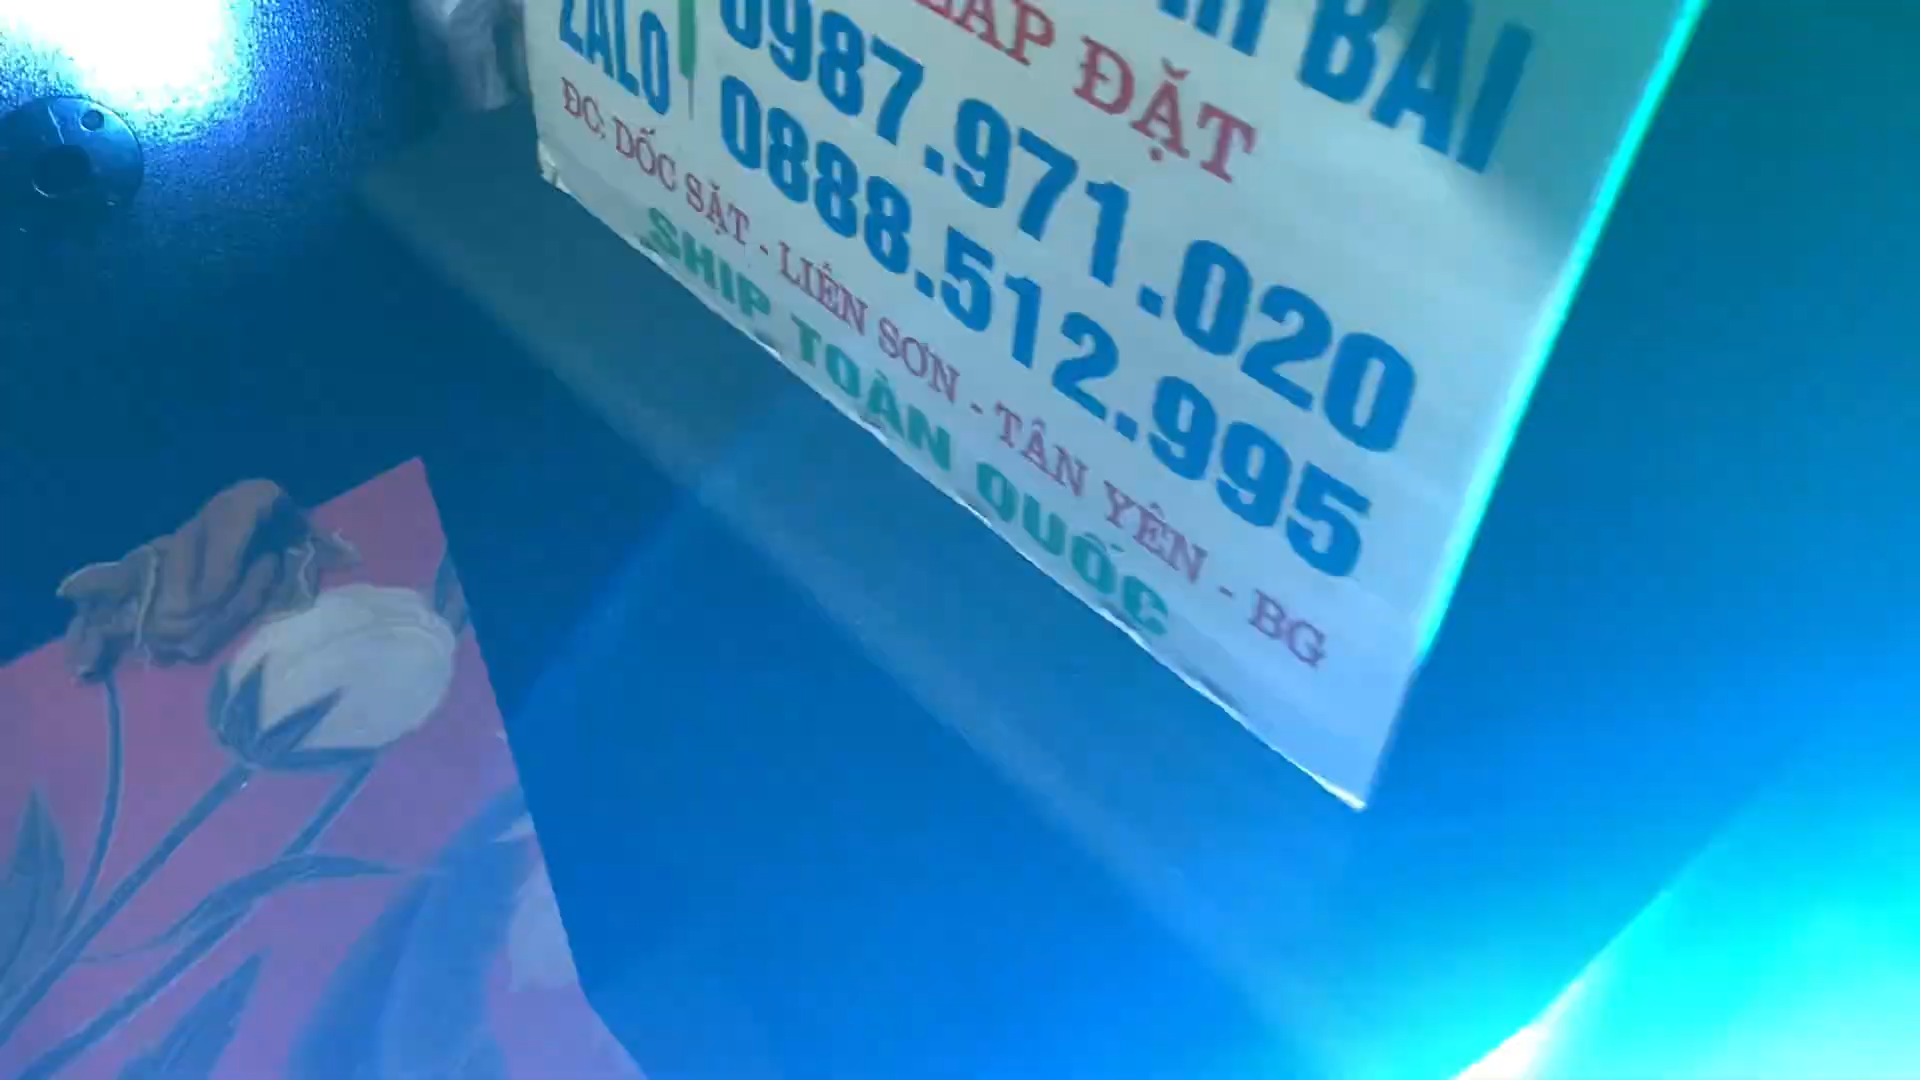 BAI
LẮP ĐẶT
ZALO
0987.971.020
0888.512.995
ĐC: DỐC SẶT - LIÊN SƠN - TÂN YÊN - BG
SHIP TOÀN QUỐC